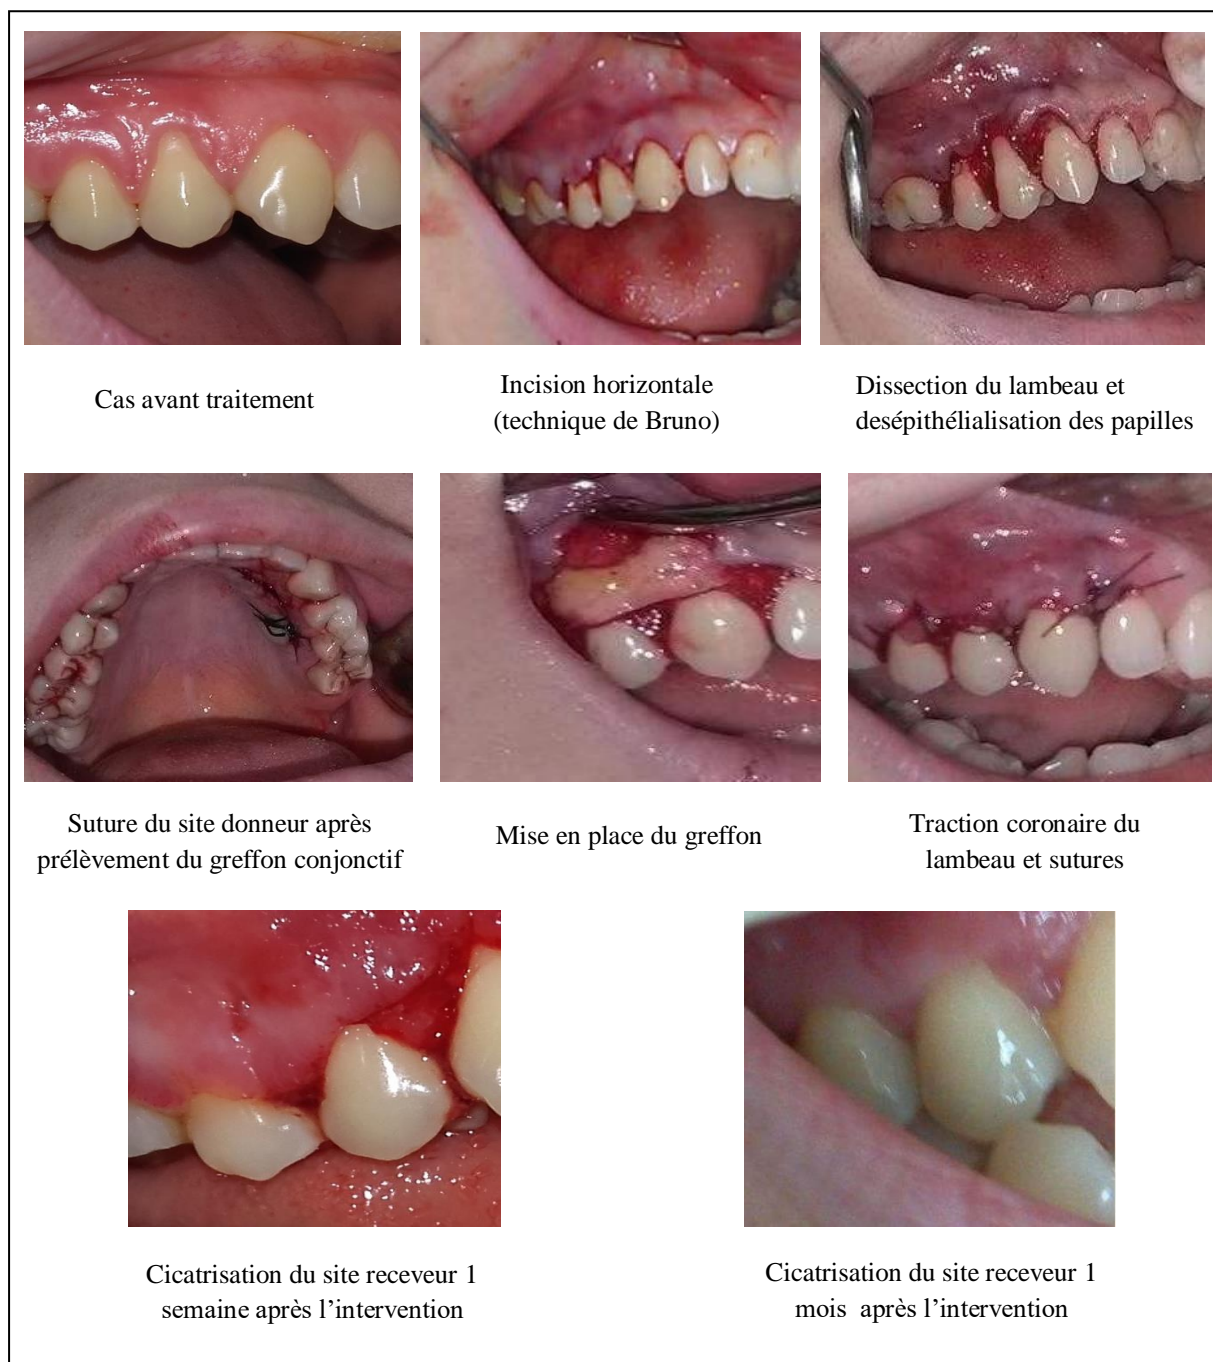 Cas avant traitement
Incision horizontale
(technique de Bruno)
Dissection du lambeau et
desépithélialisation des papilles
Suture du site donneur après
prélèvement du greffon conjonctif
Mise en place du greffon
Traction coronaire du
lambeau et sutures
Cicatrisation du site receveur 1
semaine après l’intervention
Cicatrisation du site receveur 1
mois après l’intervention